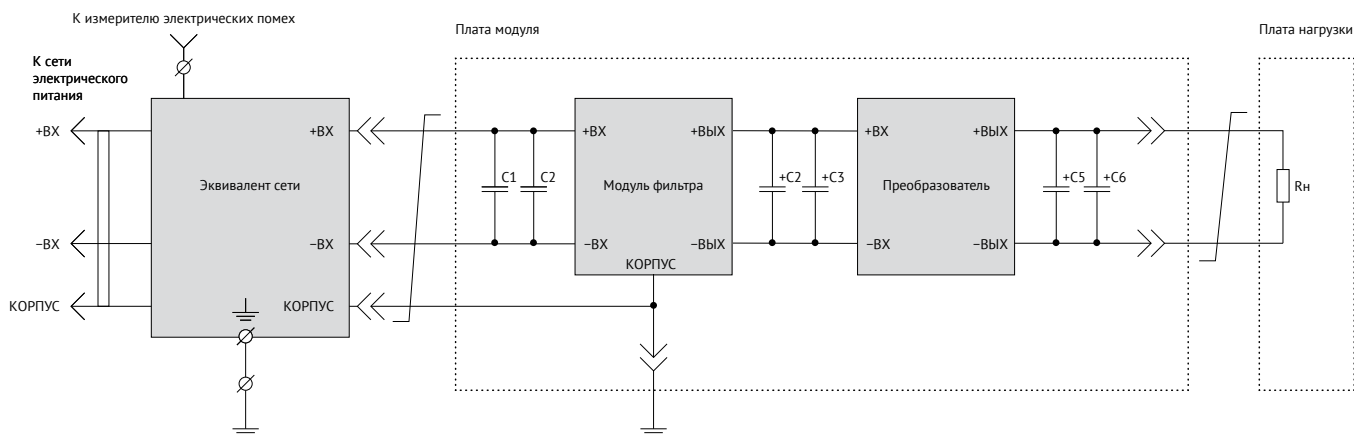 К измерителю электрических помех
Плата модуля
Плата нагрузки
К сети
электрического
питания
+ВХ
–ВХ
КОРПУС
+ВХ
Эквивалент сети
–ВХ
КОРПУС
C1
C2
+ВХ
+ВЫХ
Модуль фильтра
–ВХ
–ВЫХ
КОРПУС
+C2
+C3
+ВХ
+ВЫХ
Преобразователь
–ВХ
–ВЫХ
+C5
+C6
Rн